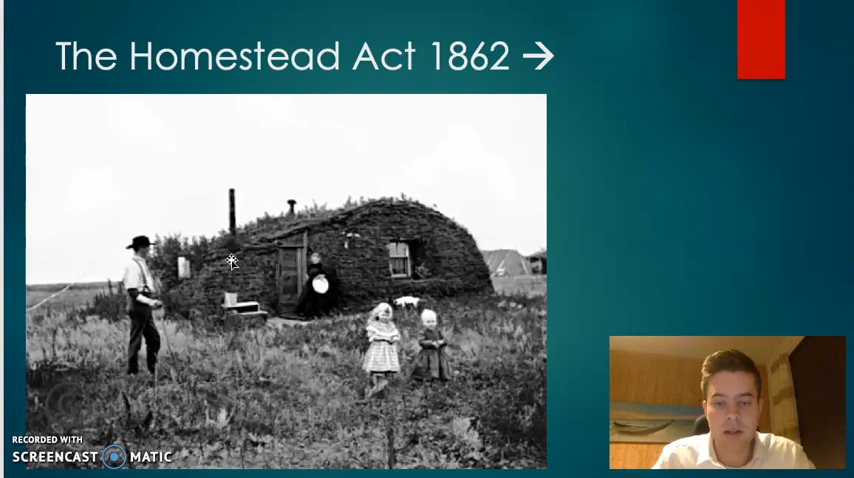 The Homestead Act 1862 →
RECORDED WITH
SCREENCAST MATIC